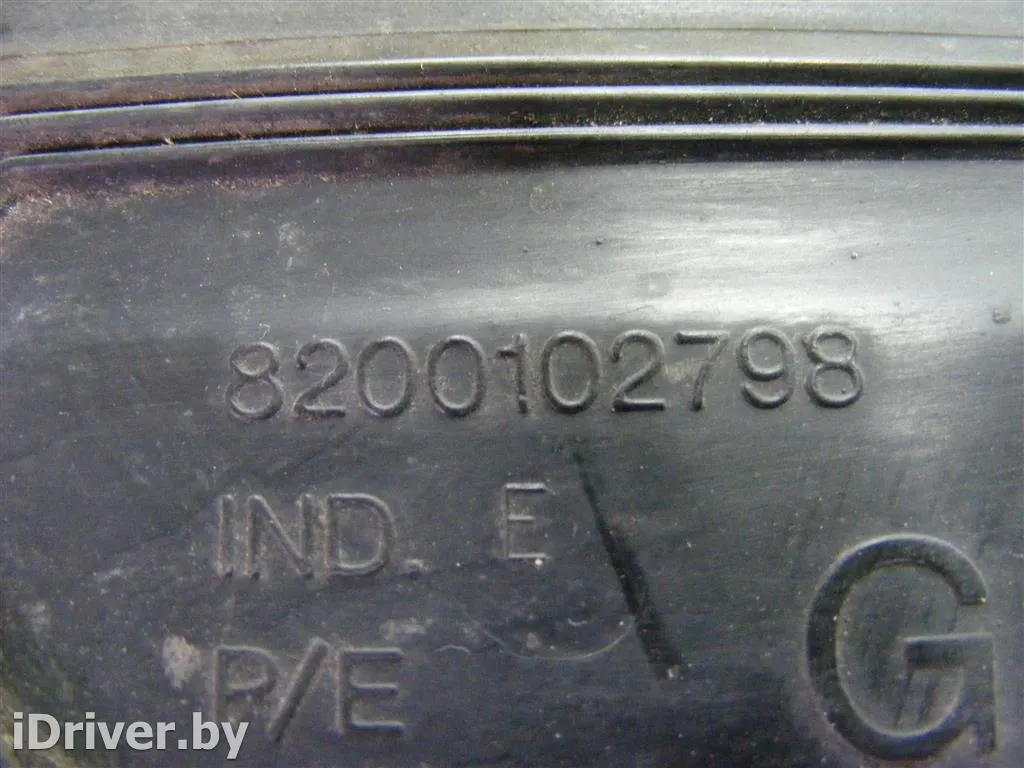 8200102798
IND. E
P/E
G
iDriver.by